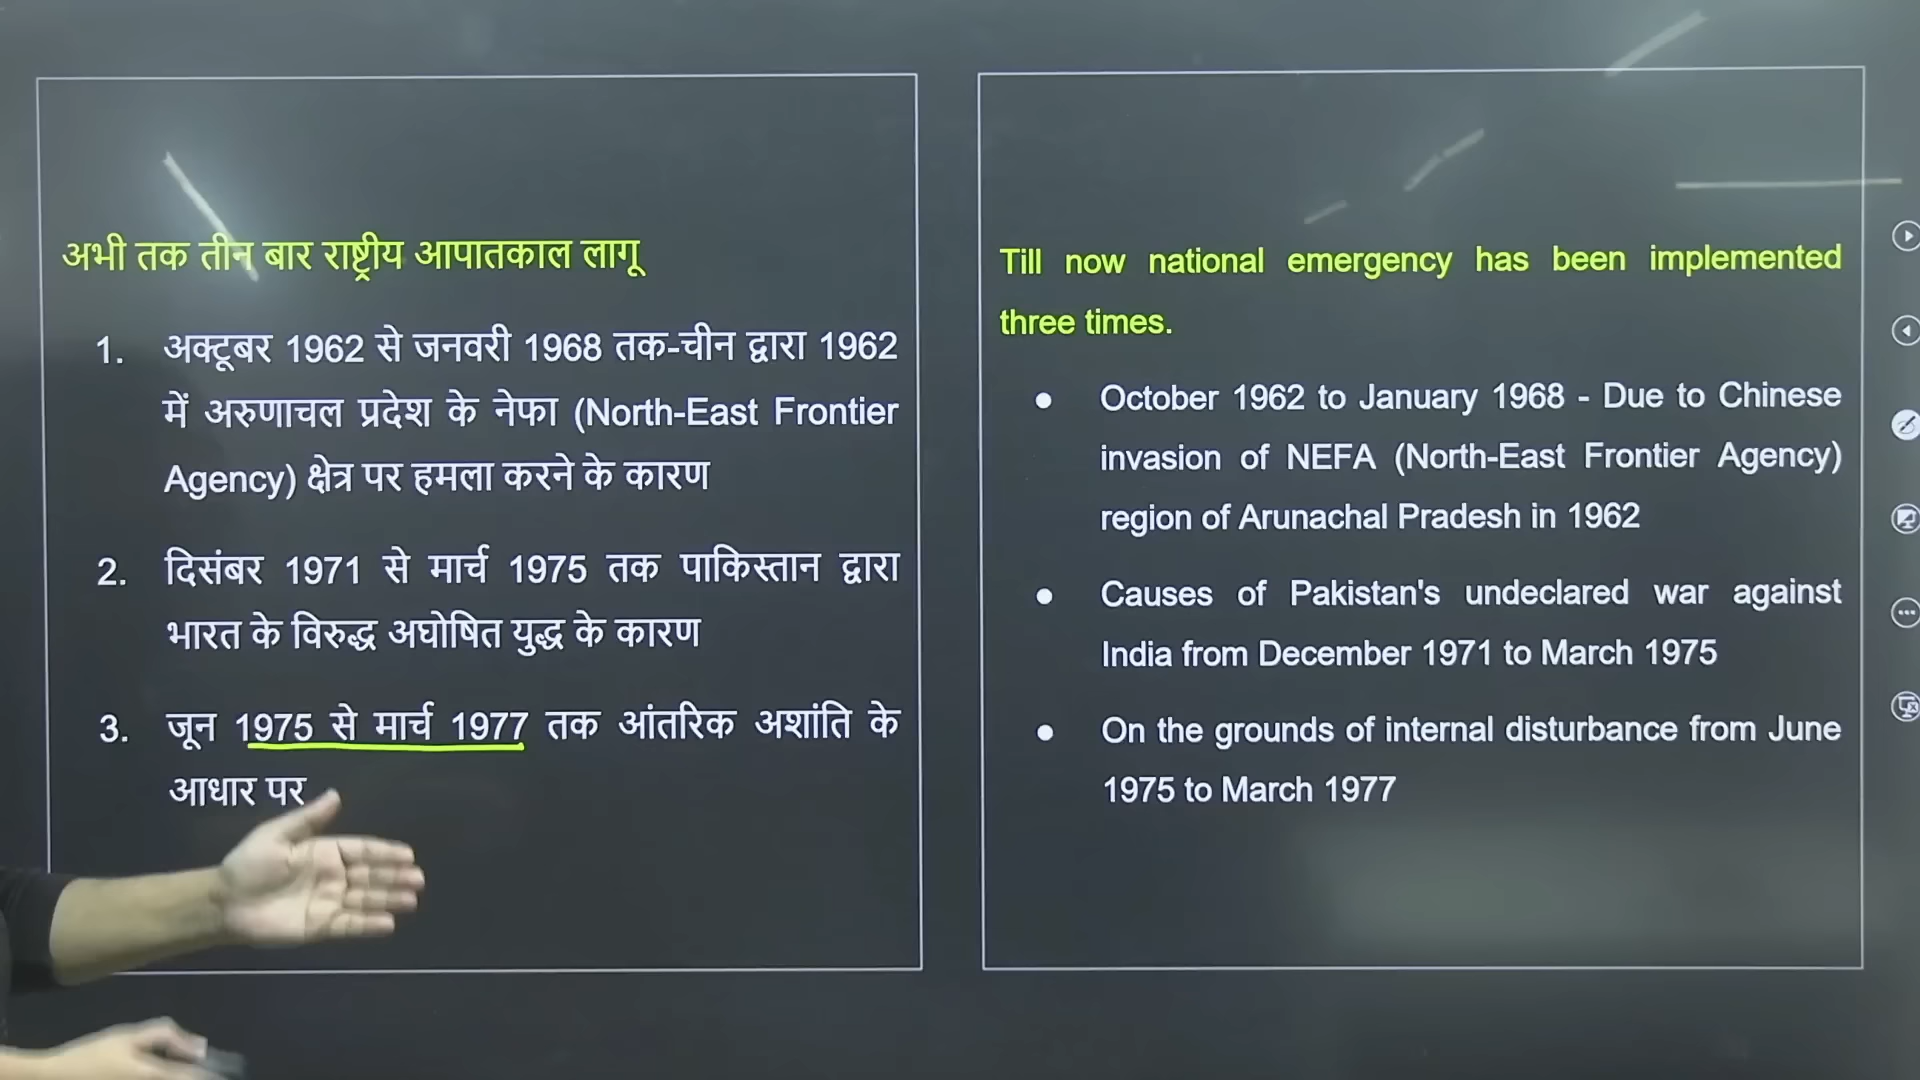 अभी तक तीन बार राष्ट्रीय आपातकाल लागू
1. अक्टूबर 1962 से जनवरी 1968 तक-चीन द्वारा 1962
में अरुणाचल प्रदेश के नेफा (North-East Frontier
Agency) क्षेत्र पर हमला करने के कारण
2. दिसंबर 1971 से मार्च 1975 तक पाकिस्तान द्वारा
भारत के विरुद्ध अघोषित युद्ध के कारण
3. जून 1975 से मार्च 1977 तक आंतरिक अशांति के
आधार पर
Till now national emergency has been implemented
three times.
● October 1962 to January 1968 - Due to Chinese
invasion of NEFA (North-East Frontier Agency)
region of Arunachal Pradesh in 1962
● Causes of Pakistan's undeclared war against
India from December 1971 to March 1975
● On the grounds of internal disturbance from June
1975 to March 1977